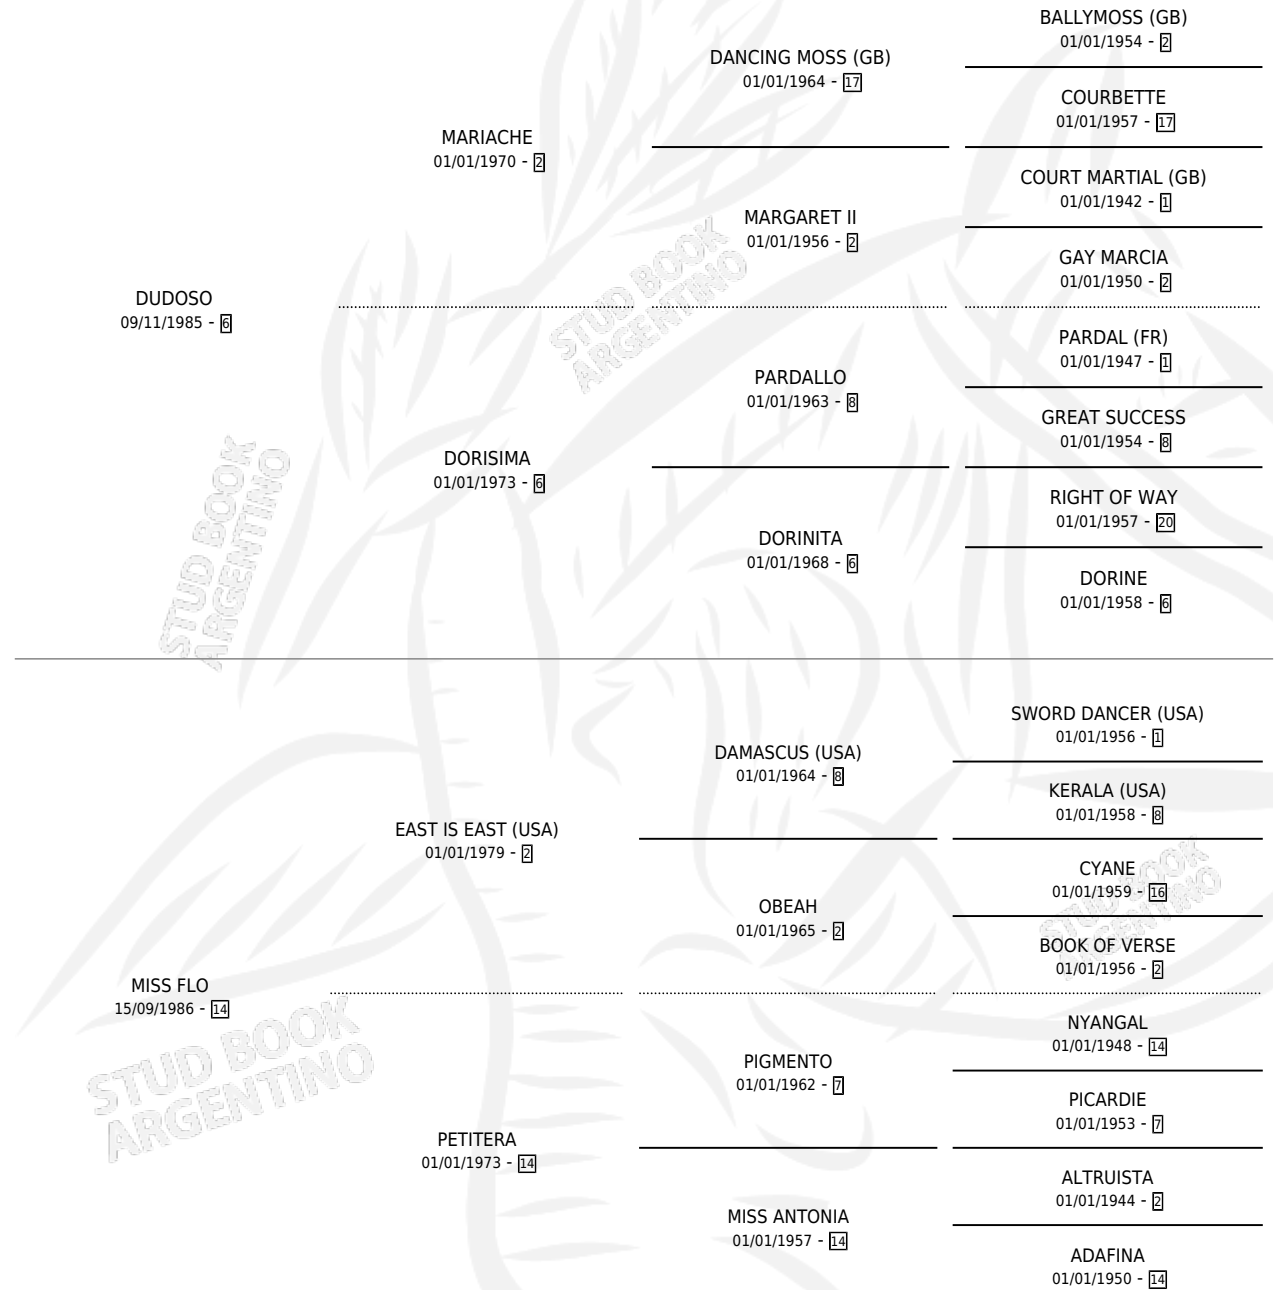 BALLYMOSS (GB)
01/01/1954 - 2
DANCING MOSS (GB)
01/01/1964 - 17
COURBETTE
01/01/1957 - 17
MARIACHE
01/01/1970 - 2
COURT MARTIAL (GB)
01/01/1942 - 1
MARGARET II
01/01/1956 - 2
GAY MARCIA
01/01/1950 - 2
DUDOSO
09/11/1985 - 6
PARDAL (FR)
01/01/1947 - 1
PARDALLO
01/01/1963 - 8
GREAT SUCCESS
01/01/1954 - 8
DORISIMA
01/01/1973 - 6
RIGHT OF WAY
01/01/1957 - 20
DORINITA
01/01/1968 - 6
DORINE
01/01/1958 - 6
STUD BOOK
ARGENTINO
STUD BOOK
ARGENTINO
SWORD DANCER (USA)
01/01/1956 - 1
DAMASCUS (USA)
01/01/1964 - 8
KERALA (USA)
01/01/1958 - 8
EAST IS EAST (USA)
01/01/1979 - 2
CYANE
01/01/1959 - 16
OBEAH
01/01/1965 - 2
BOOK OF VERSE
01/01/1956 - 2
STUD BOOK
ARGENTINO
MISS FLO
15/09/1986 - 14
NYANGAL
01/01/1948 - 14
PIGMENTO
01/01/1962 - 7
PICARDIE
01/01/1953 - 7
STUD BOOK
ARGENTINO
PETITERA
01/01/1973 - 14
ALTRUISTA
01/01/1944 - 2
MISS ANTONIA
01/01/1957 - 14
ADAFINA
01/01/1950 - 14